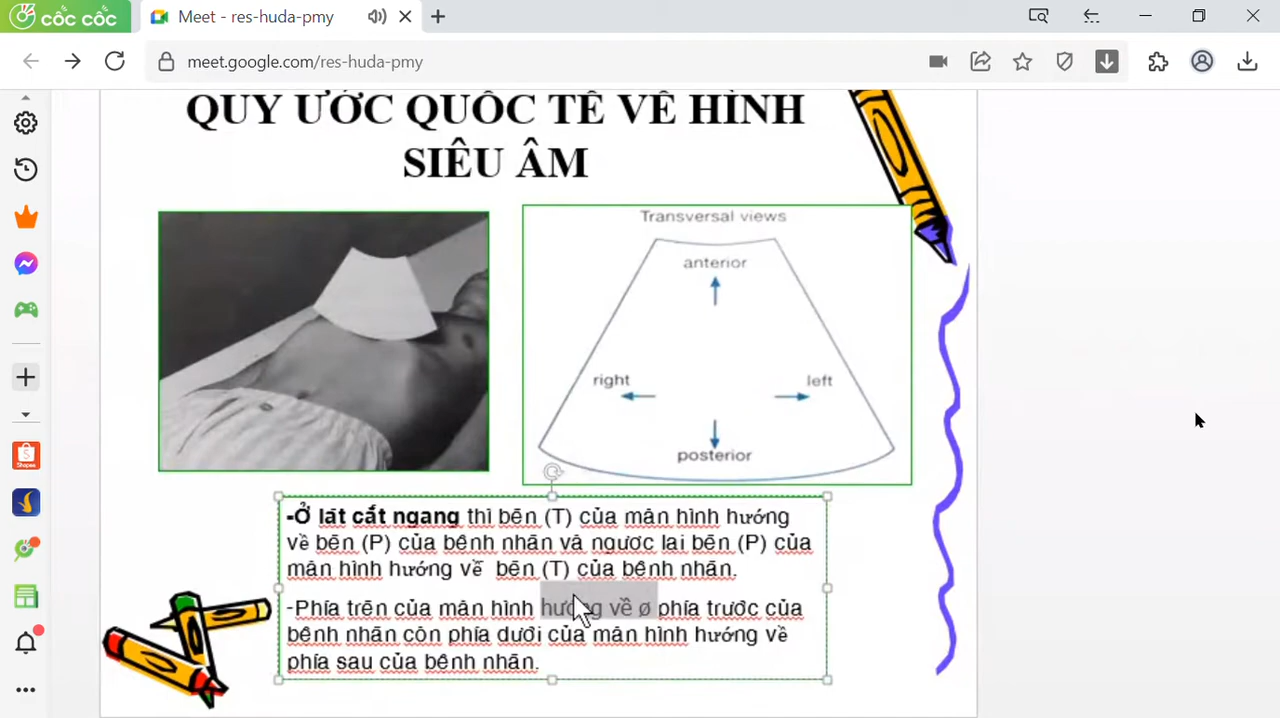 cốc cốc
Meet - res-huda-pmy
meet.google.com/res-huda-pmy
QUY ƯỚC QUỐC TẾ VỀ HÌNH
SIÊU ÂM
Transversal views
anterior
right
left
posterior
-Ở lát cắt ngang thì bên (T) của màn hình hướng
về bên (P) của bệnh nhân và ngược lại bên (P) của
màn hình hướng về bên (T) của bệnh nhân.
-Phía trên của màn hình hướng về ø phía trước của
bệnh nhân còn phía dưới của màn hình hướng về
phía sau của bệnh nhân.
Shopee